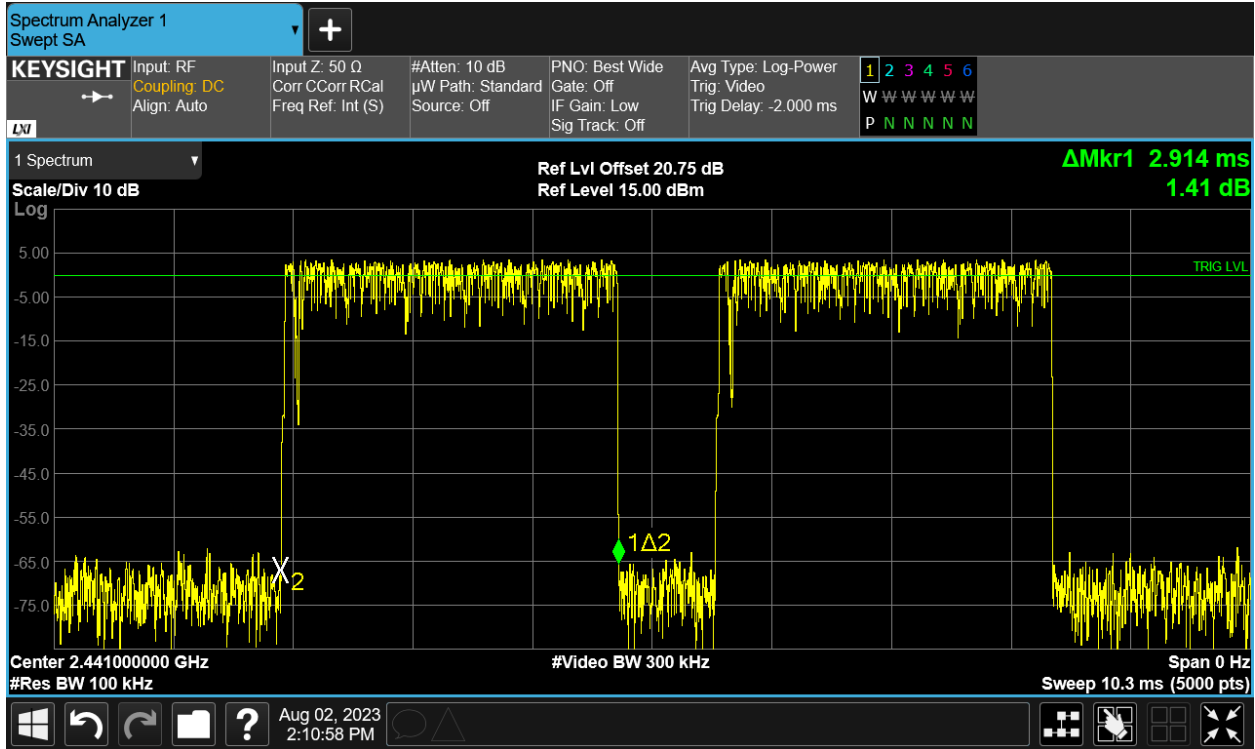 Spectrum Analyzer 1
Swept SA
+
KEYSIGHT
LXI
Input: RF
Coupling: DC
Align: Auto
Input Z: 50 Ω
Corr CCorr RCal
Freq Ref: Int (S)
#Atten: 10 dB
µW Path: Standard
Source: Off
PNO: Best Wide
Gate: Off
IF Gain: Low
Sig Track: Off
Avg Type: Log-Power
Trig: Video
Trig Delay: -2.000 ms
1 2 3 4 5 6
W W W W W W
P N N N N N
1 Spectrum
Scale/Div 10 dB
Log
Ref Lvl Offset 20.75 dB
Ref Level 15.00 dBm
ΔMkr1 2.914 ms
1.41 dB
5.00
-5.00
-15.0
-25.0
-35.0
-45.0
-55.0
-65.0
-75.0
TRIG LVL
1Δ2
X2
Center 2.441000000 GHz
#Res BW 100 kHz
#Video BW 300 kHz
Span 0 Hz
Sweep 10.3 ms (5000 pts)
?
Aug 02, 2023
2:10:58 PM